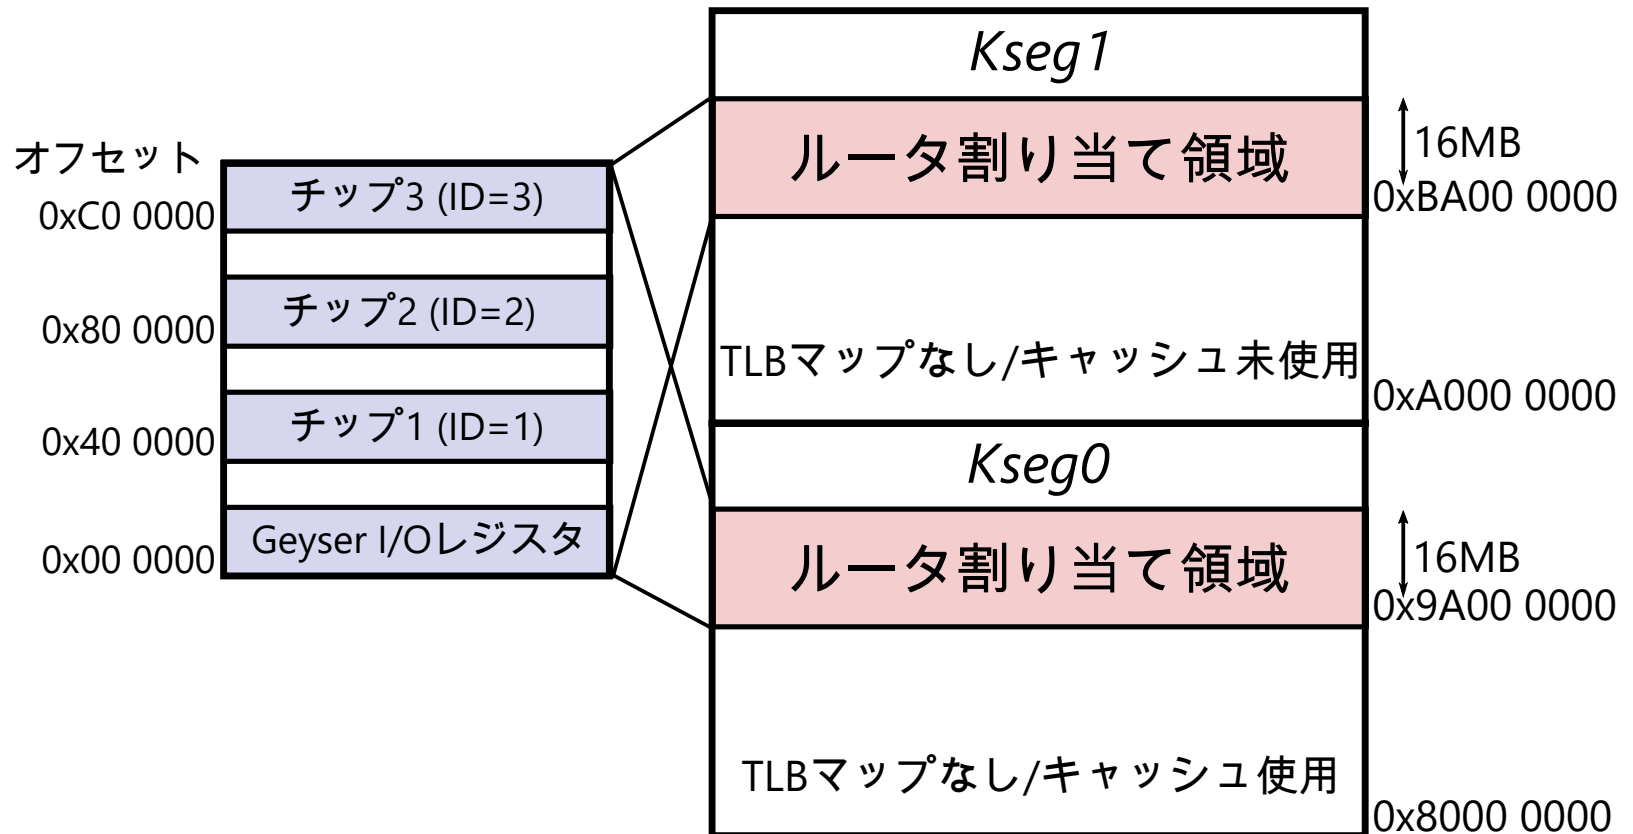 オフセット
チップ3 (ID=3)
0xC0 0000
チップ2 (ID=2)
0x80 0000
チップ1 (ID=1)
0x40 0000
Geyser I/Oレジスタ
0x00 0000
Kseg1
ルータ割り当て領域
16MB
0xBA00 0000
TLBマップなし/キャッシュ未使用
0xA000 0000
Kseg0
ルータ割り当て領域
16MB
0x9A00 0000
TLBマップなし/キャッシュ使用
0x8000 0000